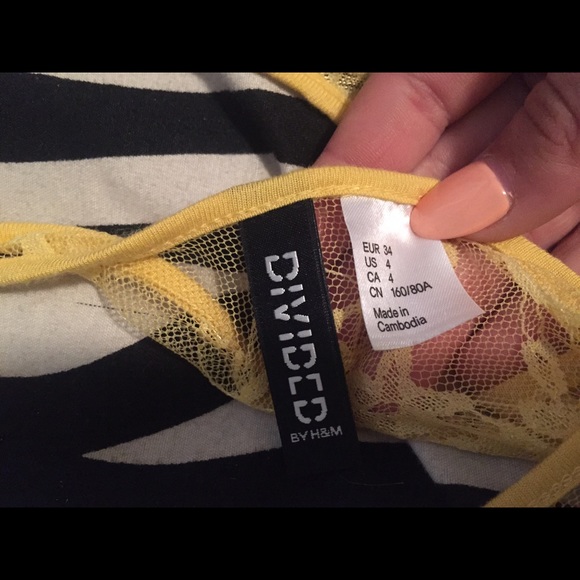 DIVIDED
BY H&M
EUR 34
US 4
CA 4
CN 160/80A
Made in
Cambodia